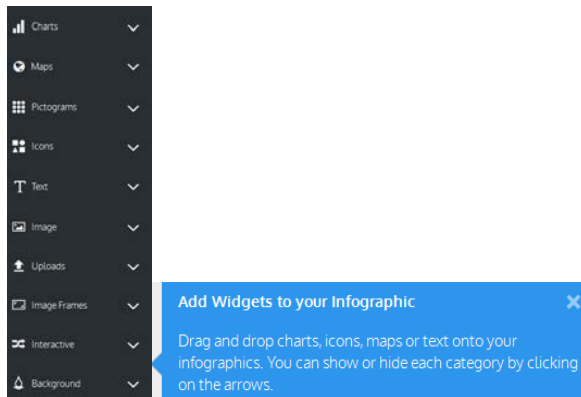 Charts
Maps
Pictograms
Icons
Text
Image
Uploads
Image Frames
Interactive
Background
Add Widgets to your Infographic
Drag and drop charts, icons, maps or text onto your
infographics. You can show or hide each category by clicking
on the arrows.